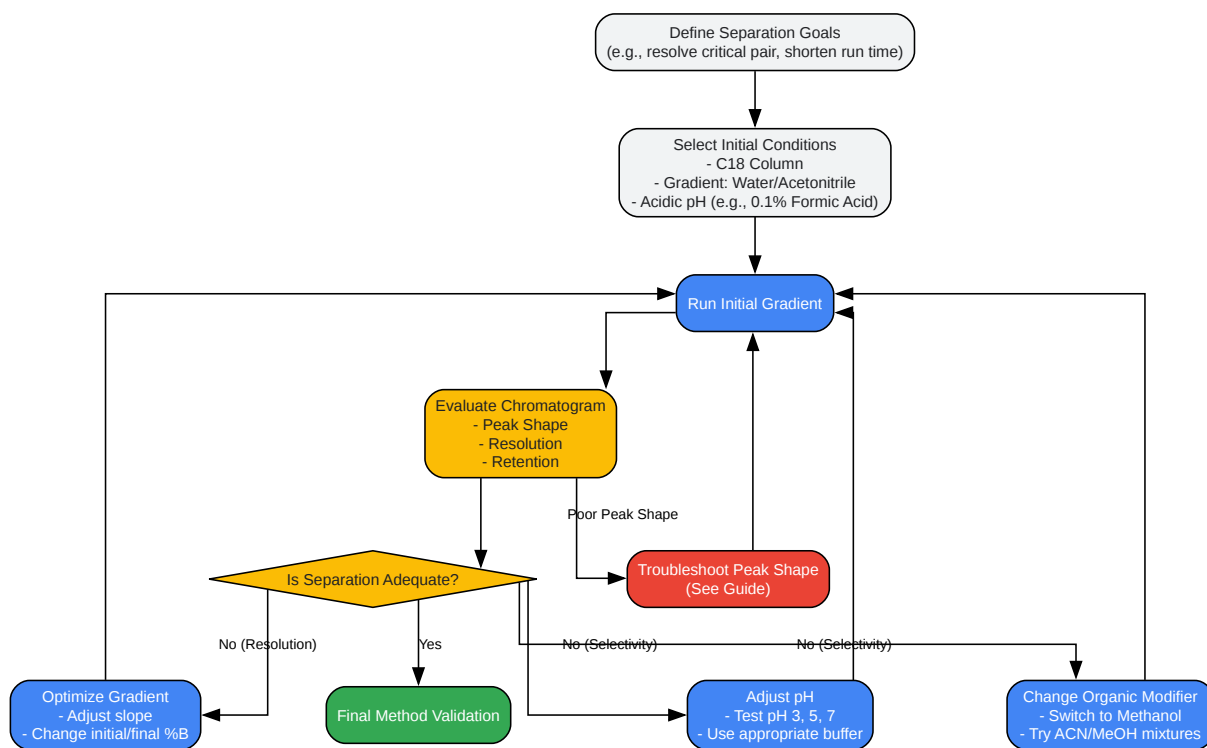 Define Separation Goals
(e.g., resolve critical pair, shorten run time)
Select Initial Conditions
- C18 Column
- Gradient: Water/Acetonitrile
- Acidic pH (e.g., 0.1% Formic Acid)
Run Initial Gradient
Evaluate Chromatogram
- Peak Shape
- Resolution
- Retention
Poor Peak Shape
Is Separation Adequate?
Troubleshoot Peak Shape
(See Guide)
No (Resolution)
Yes
No (Selectivity)
No (Selectivity)
Optimize Gradient
- Adjust slope
- Change initial/final %B
Final Method Validation
Adjust pH
- Test pH 3, 5, 7
- Use appropriate buffer
Change Organic Modifier
- Switch to Methanol
- Try ACN/MeOH mixtures